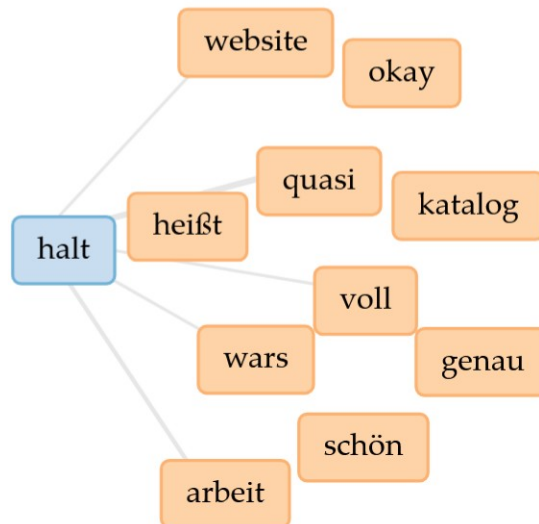 website
okay
quasi
katalog
heißt
halt
voll
wars
genau
schön
arbeit